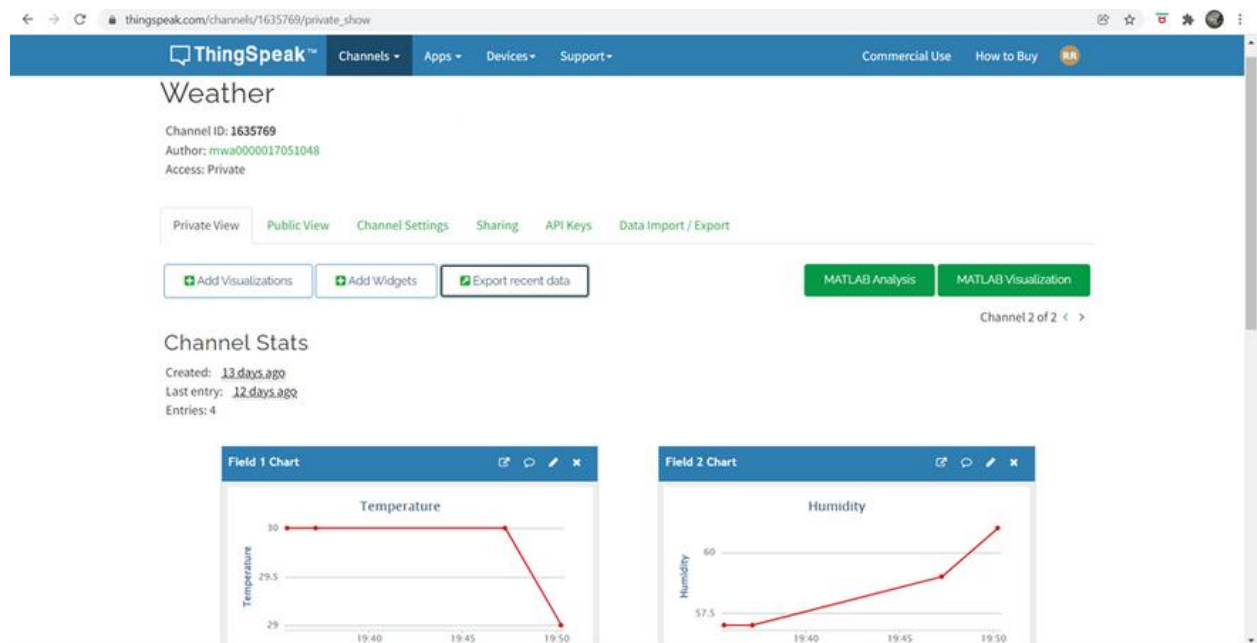 thingspeak.com/channels/1635769/private_show
ThingSpeak™ Channels Apps Devices Support Commercial Use How to Buy RR
Weather
Channel ID: 1635769
Author: mwa0000017051048
Access: Private
Private View Public View Channel Settings Sharing API Keys Data Import / Export
Add Visualizations Add Widgets Export recent data MATLAB Analysis MATLAB Visualization
Channel 2 of 2 < >
Channel Stats
Created: 13 days ago
Last entry: 12 days ago
Entries: 4
Field 1 Chart
Temperature
Temperature
30
29.5
29
19:40 19:45 19:50
Field 2 Chart
Humidity
Humidity
60
57.5
19:40 19:45 19:50